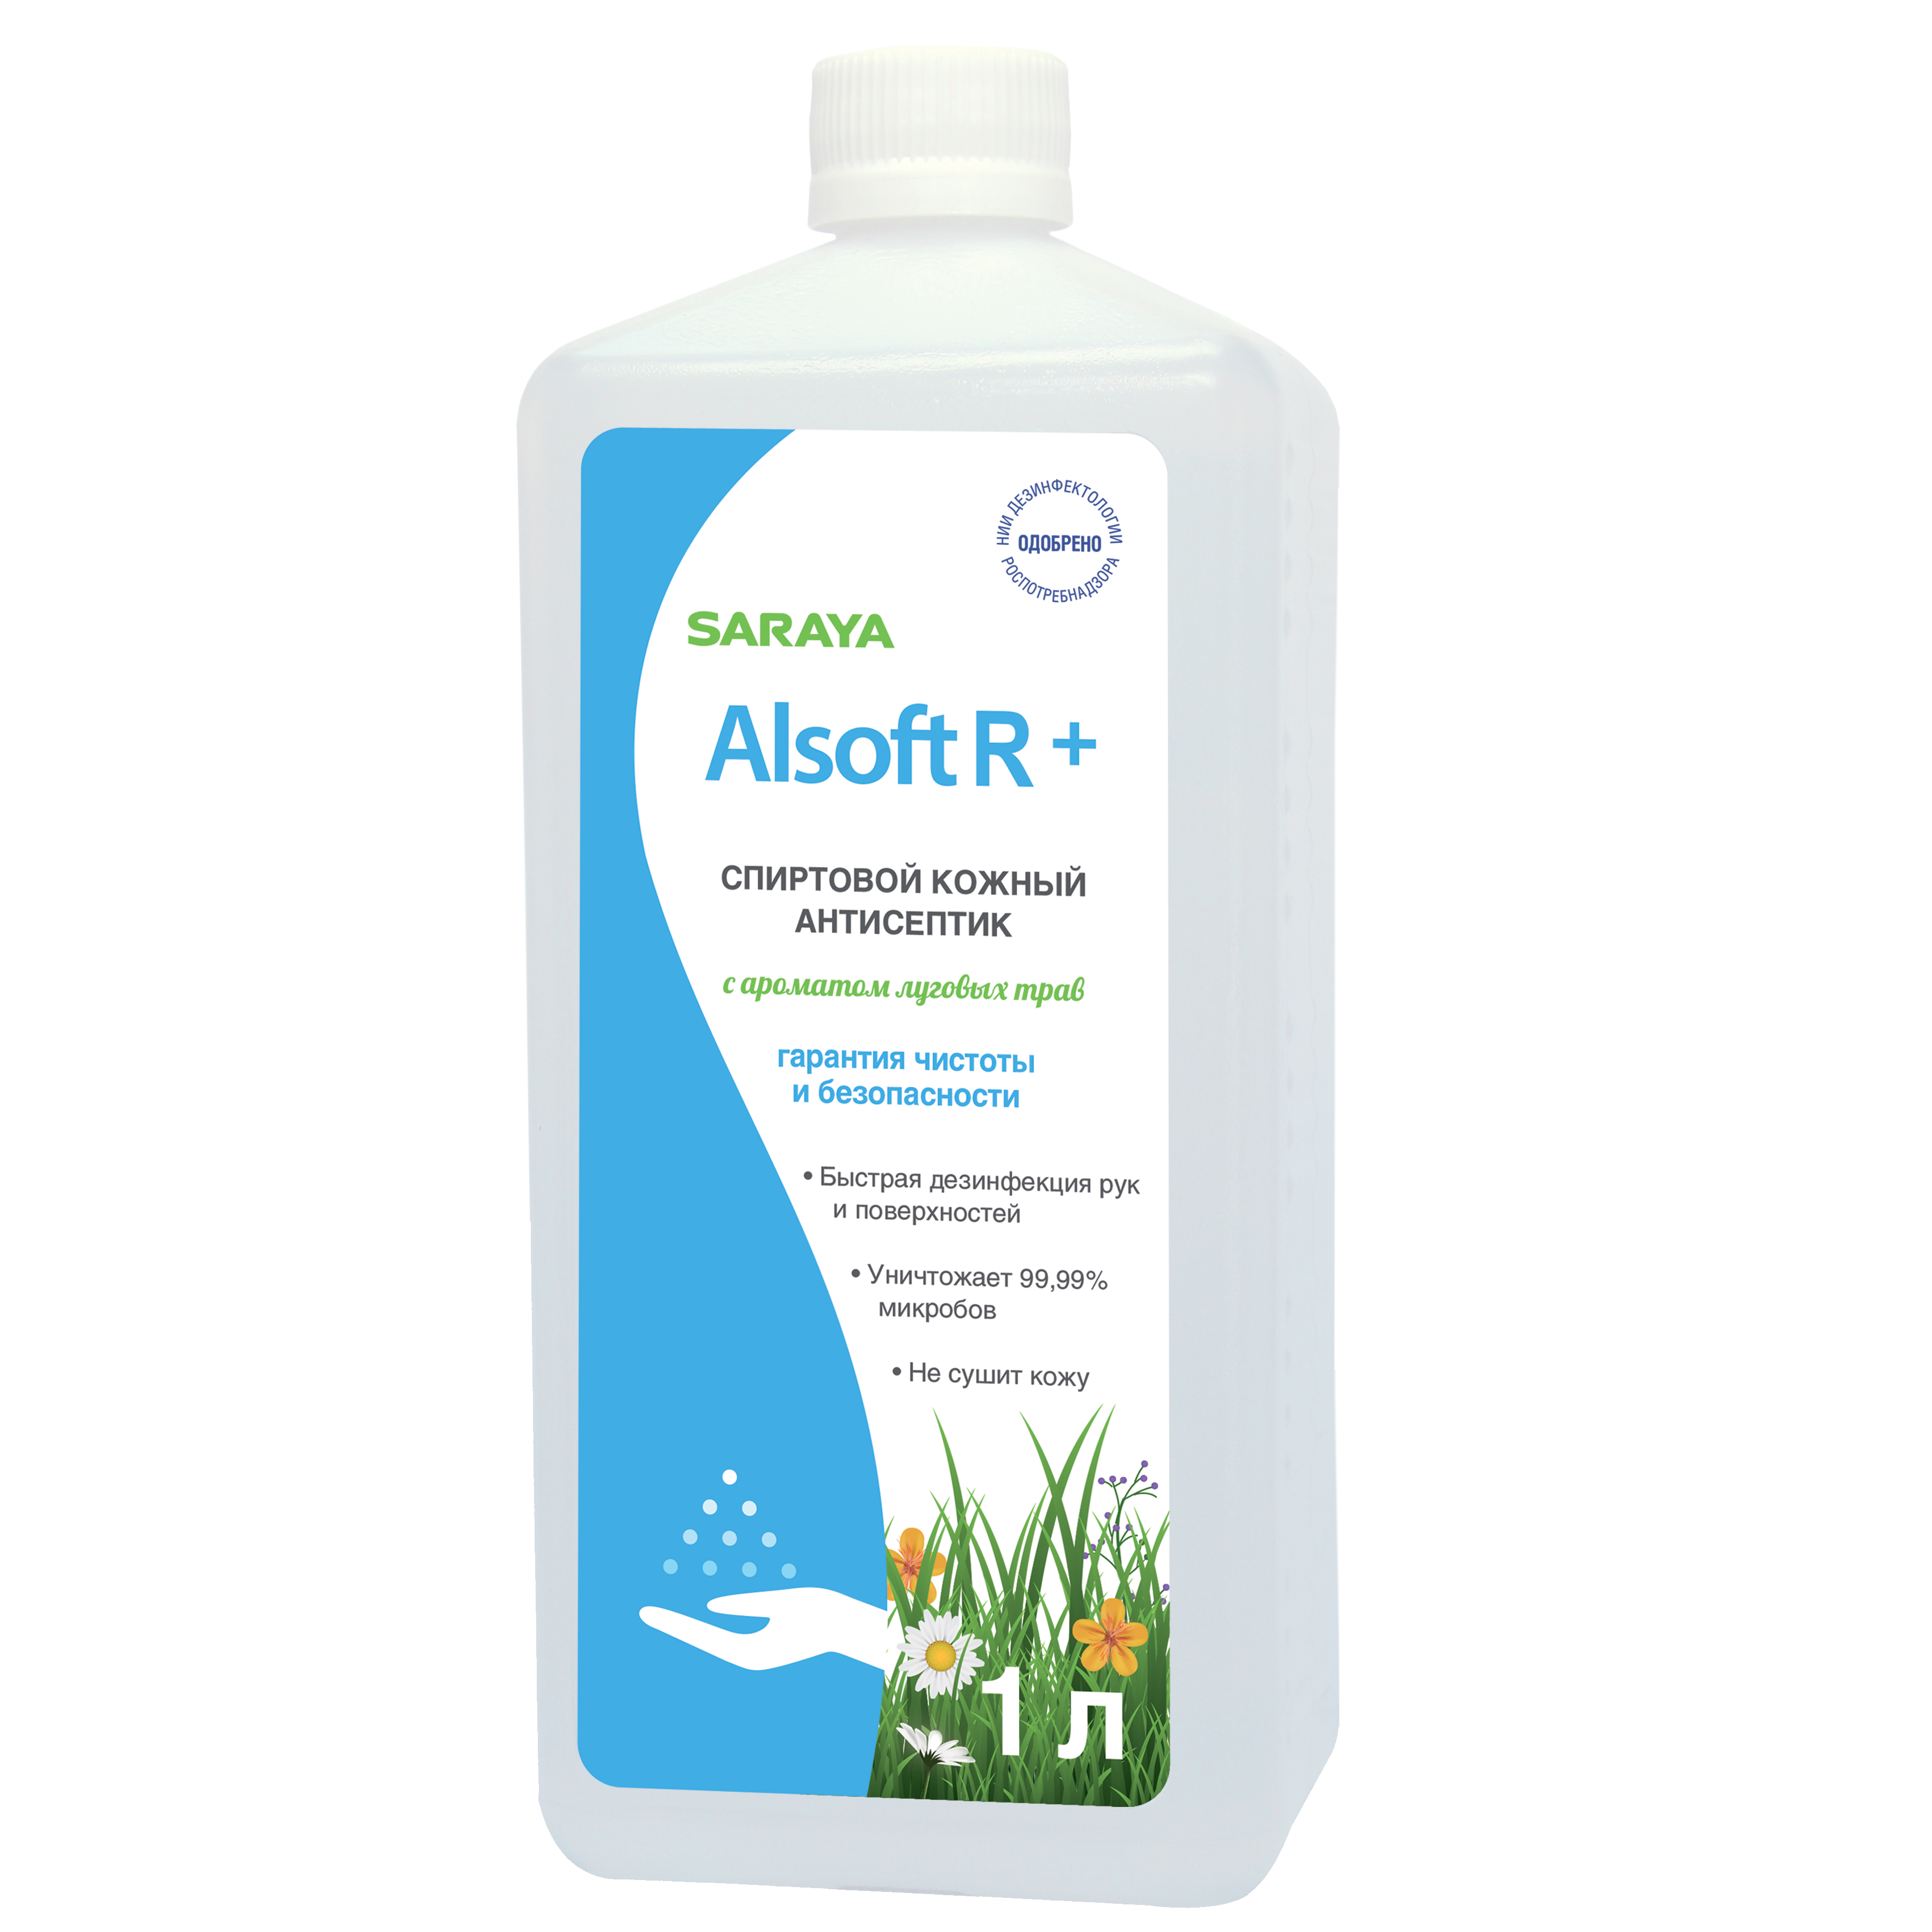 НИИ ДЕЗИНФЕКТОЛОГИИ
ОДОБРЕНО
РОСПОТРЕБНАДЗОРА
SARAYA
Alsoft R +
СПИРТОВОЙ КОЖНЫЙ
АНТИСЕПТИК
с ароматом луговых трав
гарантия чистоты
и безопасности
• Быстрая дезинфекция рук
и поверхностей
• Уничтожает 99,99%
микробов
• Не сушит кожу
1 л